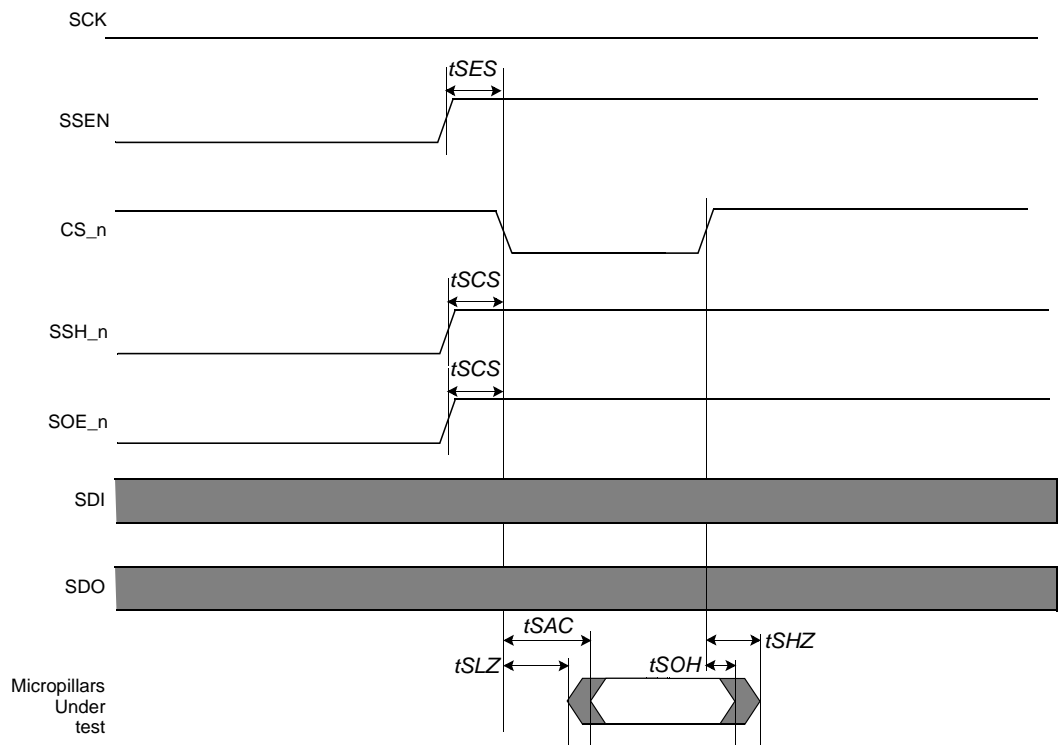 SCK
tSES
SSEN
CS_n
tSCS
SSH_n
tSCS
SOE_n
SDI
SDO
tSAC
tSHZ
tSLZ
tSOH
Micropillars
Under
test